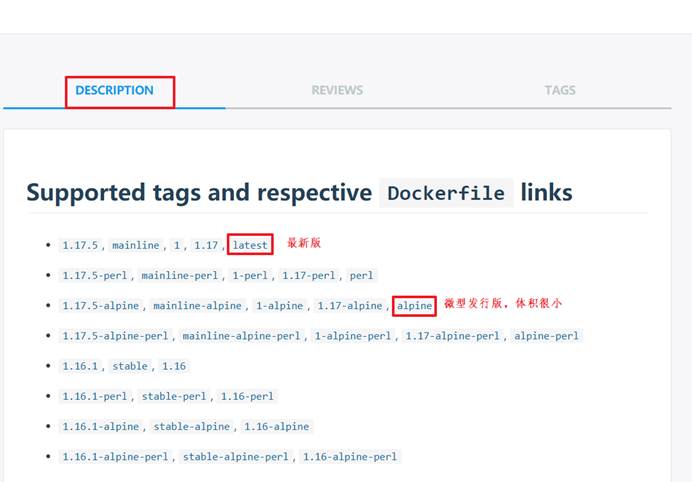 DESCRIPTION REVIEWS TAGS
Supported tags and respective Dockerfile links
1.17.5, mainline, 1, 1.17, latest 最新版
1.17.5-perl, mainline-perl, 1-perl, 1.17-perl, perl
1.17.5-alpine, mainline-alpine, 1-alpine, 1.17-alpine, alpine 微型发行版，体积很小
1.17.5-alpine-perl, mainline-alpine-perl, 1-alpine-perl, 1.17-alpine-perl, alpine-perl
1.16.1, stable, 1.16
1.16.1-perl, stable-perl, 1.16-perl
1.16.1-alpine, stable-alpine, 1.16-alpine
1.16.1-alpine-perl, stable-alpine-perl, 1.16-alpine-perl